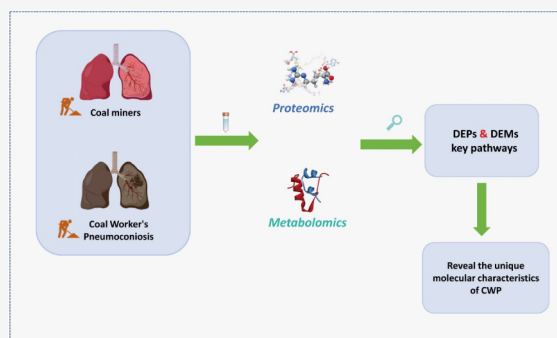 Coal miners
Coal Worker's
Pneumoconiosis
Proteomics
Metabolomics
DEPs & DEMs
key pathways
Reveal the unique
molecular characteristics
of CWP